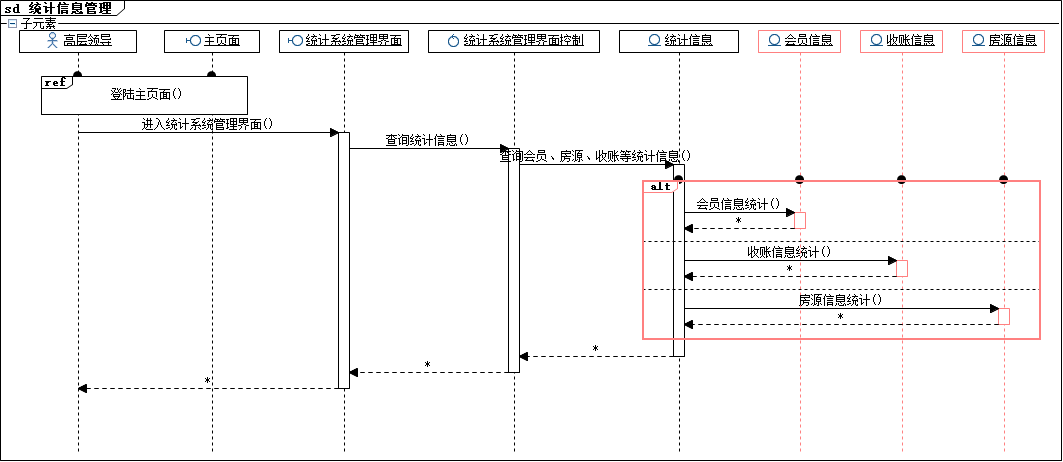 sd 统计信息管理
子元素
高层领导
主页面
统计系统管理界面
统计系统管理界面控制
统计信息
会员信息
收账信息
房源信息
ref
登陆主页面()
进入统计系统管理界面()
查询统计信息()
查询会员、房源、收账等统计信息()
alt
会员信息统计()
*
收账信息统计()
*
房源信息统计()
*
*
*
*